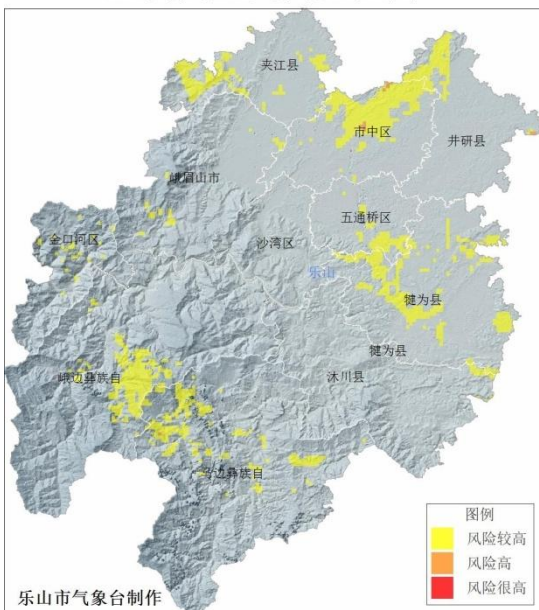 夹江县
市中区
井研县
峨眉山市
五通桥区
金口河区
沙湾区
乐山
犍为县
犍为县
峨边彝族自
沐川县
马边彝族自
图例
风险较高
风险高
风险很高
乐山市气象台制作